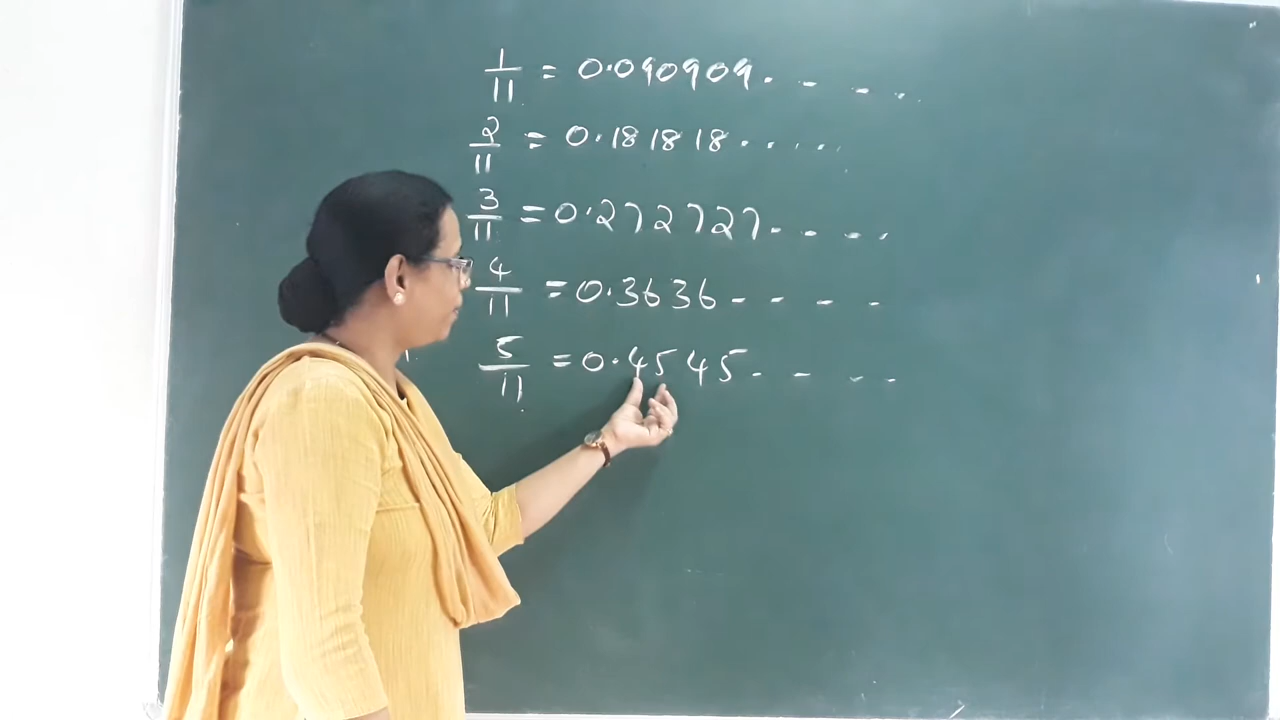 1/11 = 0.090909. - - . .
2/11 = 0.181818. . . . .
3/11 = 0.272727. - - .
4/11 = 0.3636 - - - -
5/11 = 0.4545. - - -